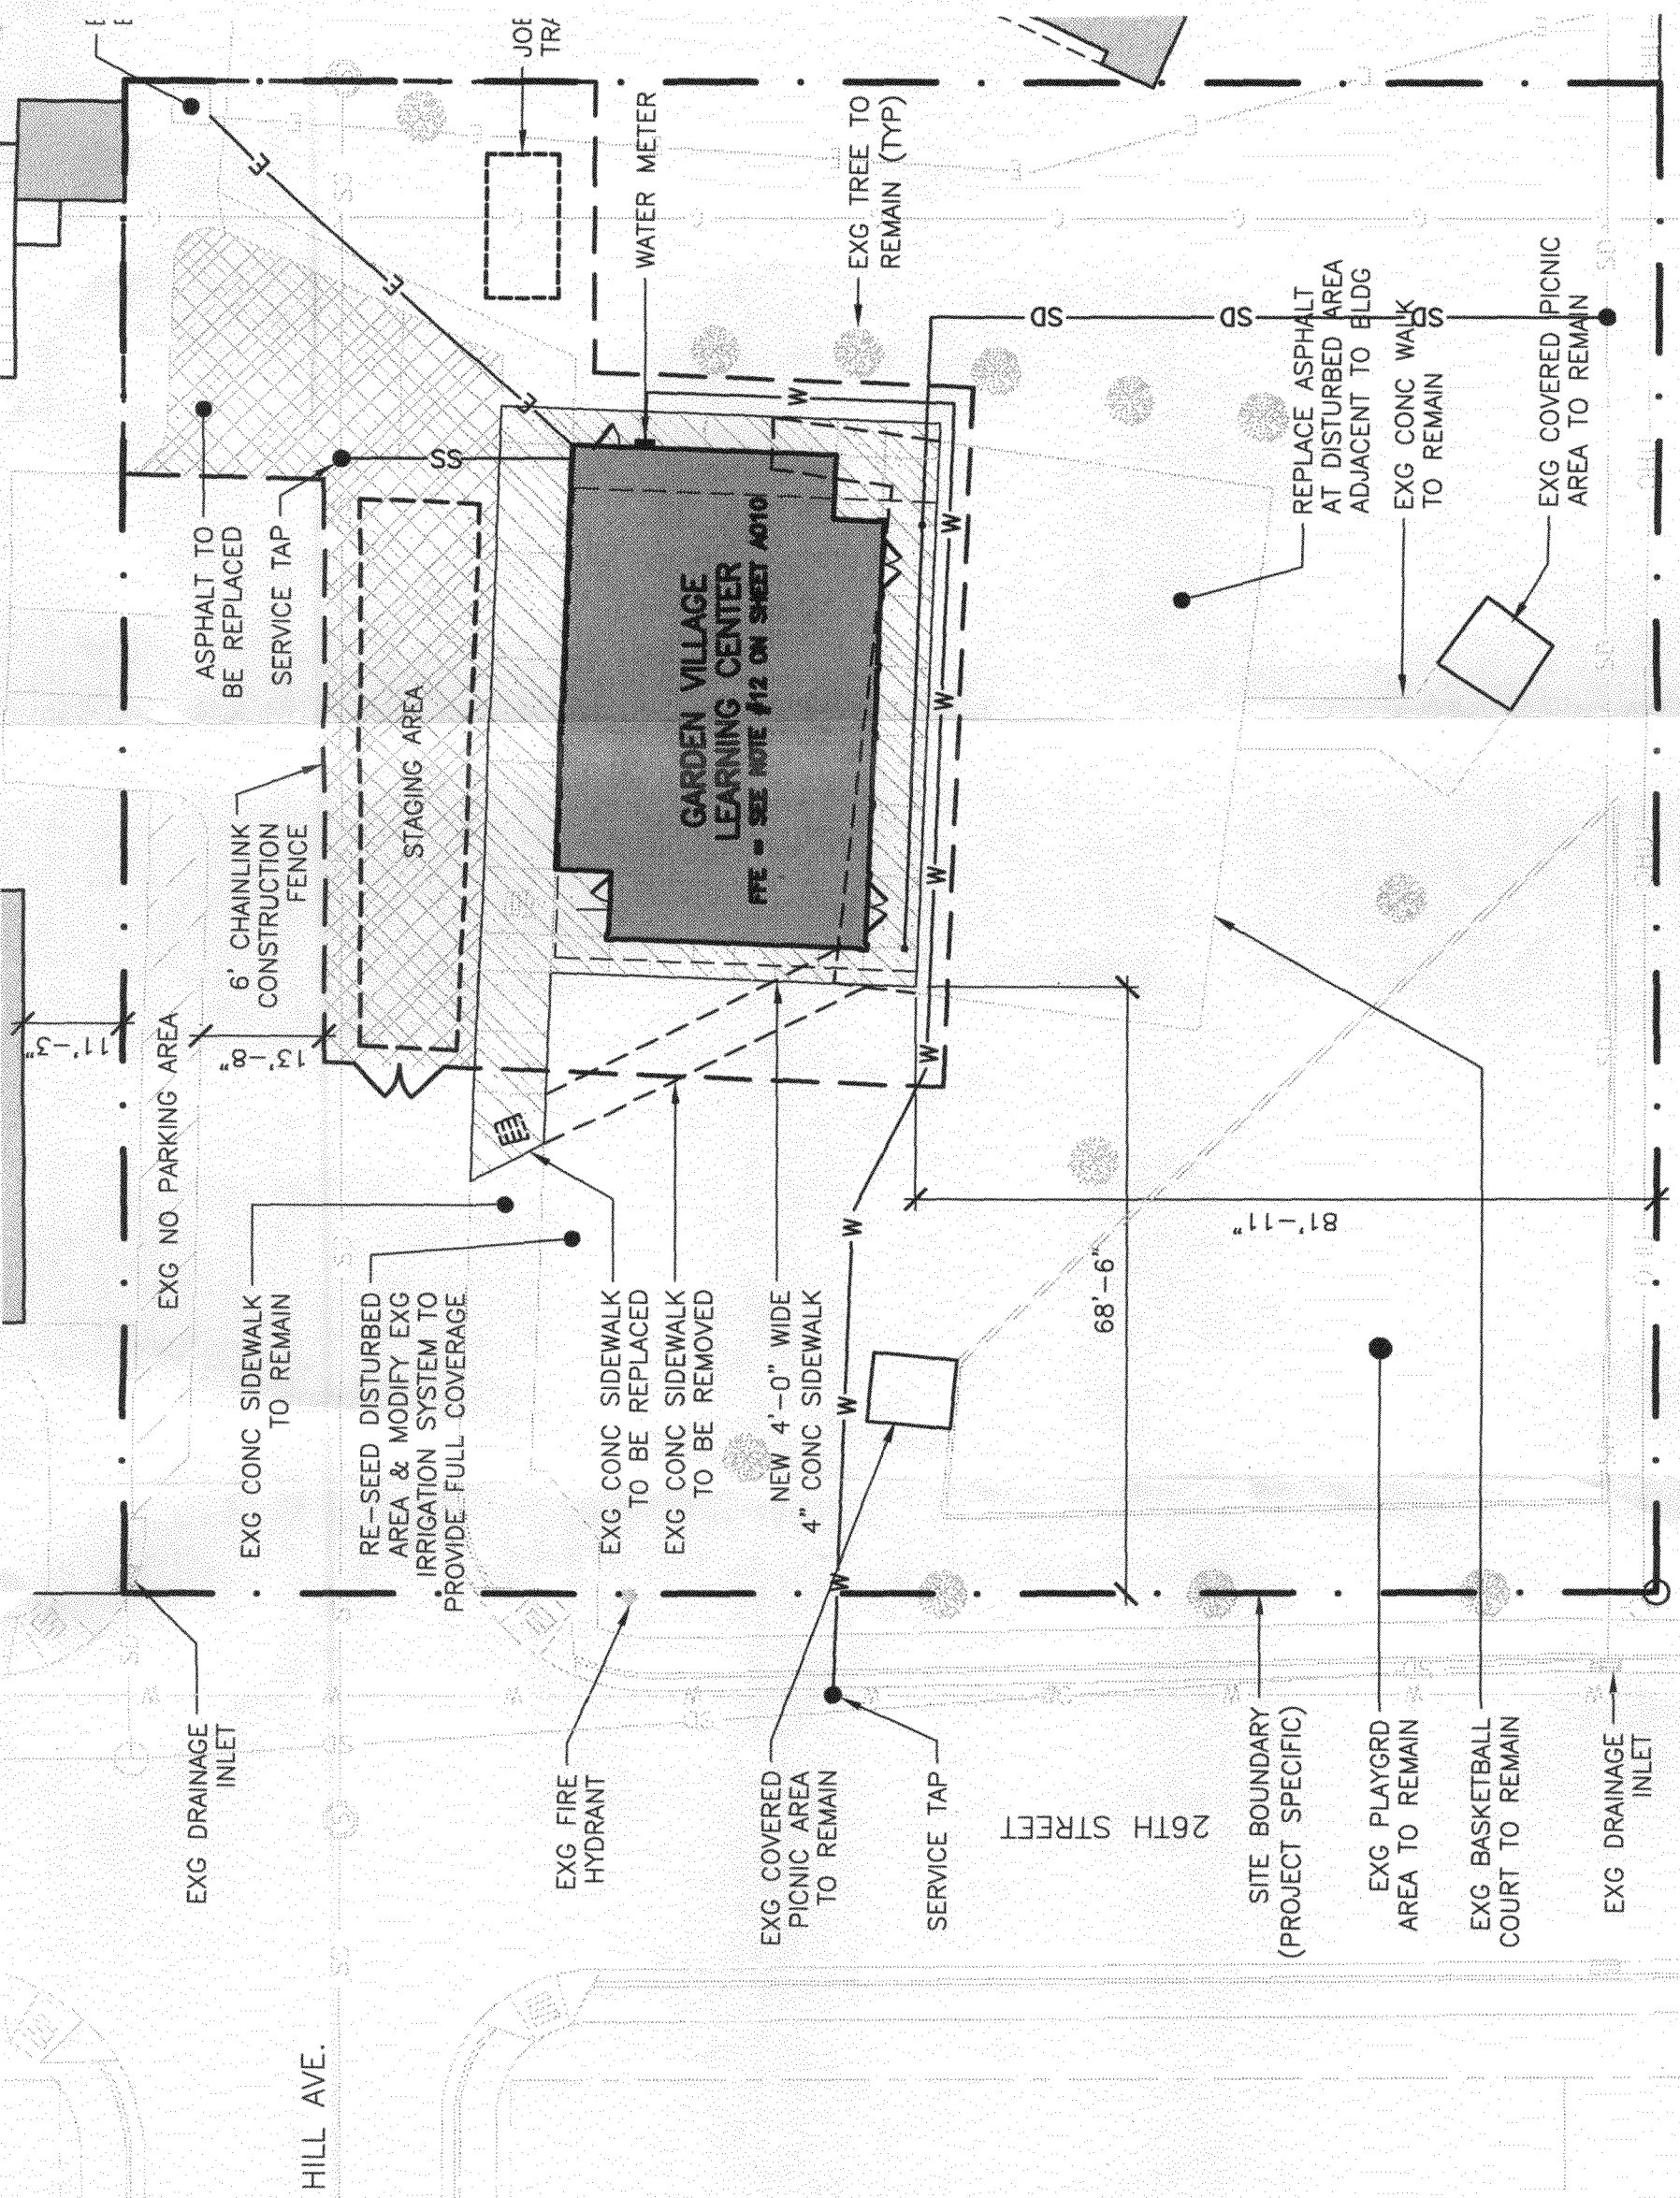 ASPHALT TO
BE REPLACED
SERVICE TAP
6' CHAINLINK
CONSTRUCTION
FENCE
STAGING AREA
11'-3"
13'-8"
EXG NO PARKING AREA
EXG CONC SIDEWALK
TO REMAIN
RE-SEED DISTURBED
AREA & MODIFY EXG
IRRIGATION SYSTEM TO
PROVIDE FULL COVERAGE
EXG CONC SIDEWALK
TO BE REPLACED
EXG CONC SIDEWALK
TO BE REMOVED
NEW 4'-0" WIDE
4" CONC SIDEWALK
EXG DRAINAGE
INLET
EXG FIRE
HYDRANT
EXG COVERED
PICNIC AREA
TO REMAIN
SERVICE TAP
26TH STREET
SITE BOUNDARY
(PROJECT SPECIFIC)
EXG PLAYGRD
AREA TO REMAIN
EXG BASKETBALL
COURT TO REMAIN
EXG DRAINAGE
INLET
HILL AVE.
GARDEN VILLAGE
LEARNING CENTER
FFE = SEE NOTE #12 ON SHEET A010
WATER METER
EXG TREE TO
REMAIN (TYP)
REPLACE ASPHALT
AT DISTURBED AREA
ADJACENT TO BLDG
EXG CONC WALK
TO REMAIN
EXG COVERED PICNIC
AREA TO REMAIN
68'-6"
81'-11"
E
E
E
SS
W
W
W
W
W
W
W
W
W
SD
SD
SD